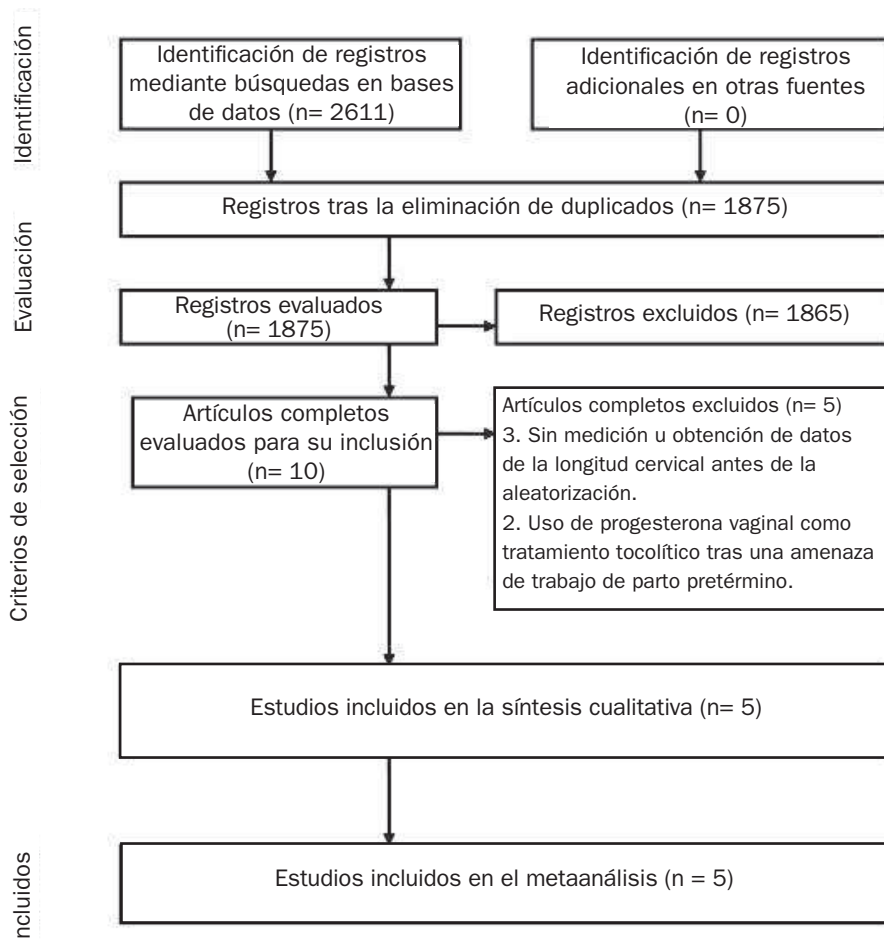 Identificación
Identificación de registros
mediante búsquedas en bases
de datos (n= 2611)
Identificación de registros
adicionales en otras fuentes
(n= 0)
Registros tras la eliminación de duplicados (n= 1875)
Evaluación
Registros evaluados
(n= 1875)
Registros excluidos (n= 1865)
Criterios de selección
Artículos completos
evaluados para su inclusión
(n= 10)
Artículos completos excluidos (n= 5)
3. Sin medición u obtención de datos
de la longitud cervical antes de la
aleatorización.
2. Uso de progesterona vaginal como
tratamiento tocolítico tras una amenaza
de trabajo de parto pretérmino.
Estudios incluidos en la síntesis cualitativa (n= 5)
ncluidos
Estudios incluidos en el metaanálisis (n = 5)